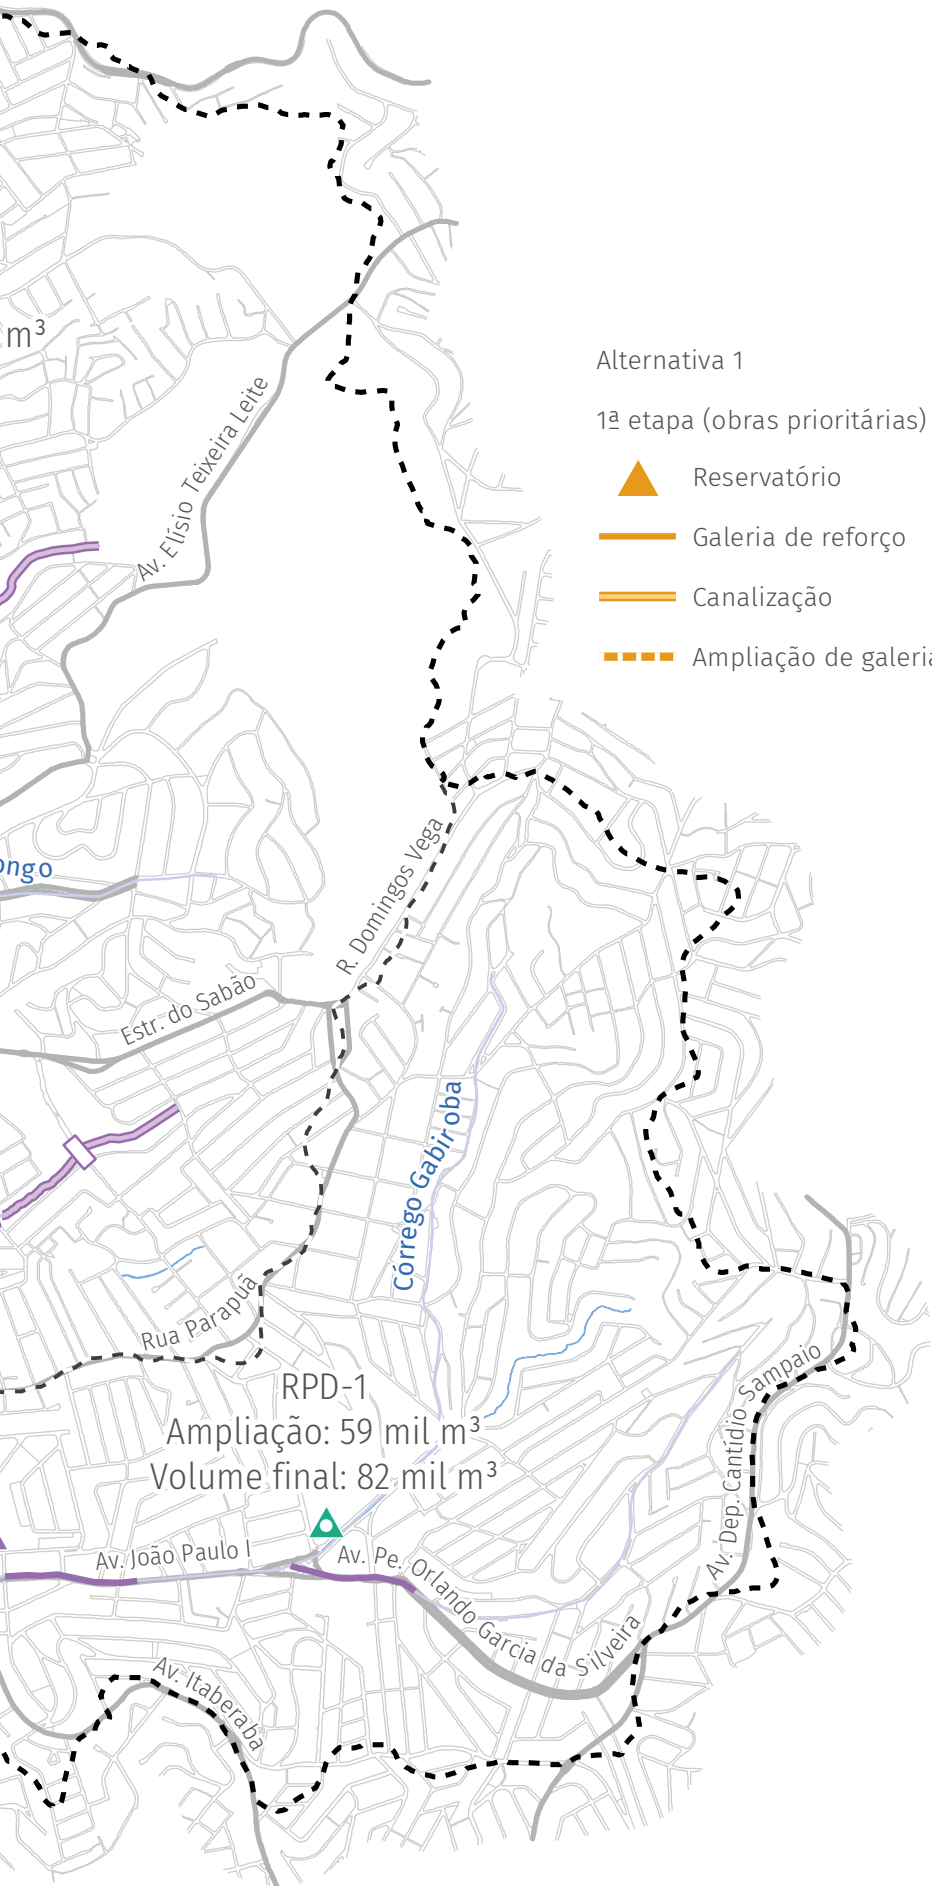 m³
Av. Elísio Teixeira Leite
Alternativa 1
1ª etapa (obras prioritárias)
Reservatório
Galeria de reforço
Canalização
Ampliação de galeria
R. Domingos Vega
ongo
Estr. do Sabão
Córrego Gabiroba
Rua Parapuã
RPD-1
Ampliação: 59 mil m³
Volume final: 82 mil m³
Av. Dep. Cantídio Sampaio
Av. João Paulo I
Av. Pe. Orlando Garcia da Silveira
Av. Itaberaba